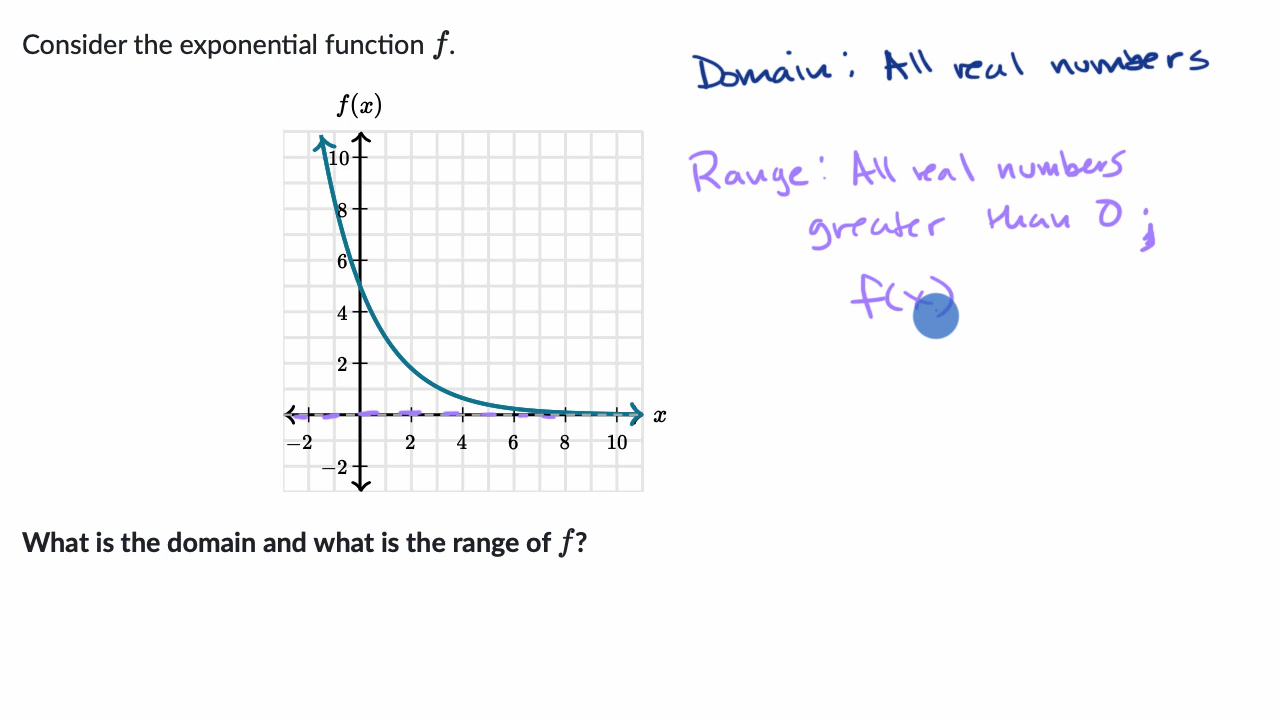 Consider the exponential function f.
Domain: All real numbers
f(x)
10
8
6
4
2
−2
−2 2 4 6 8 10
x
Range: All real numbers
greater than 0;
f(x)
What is the domain and what is the range of f?